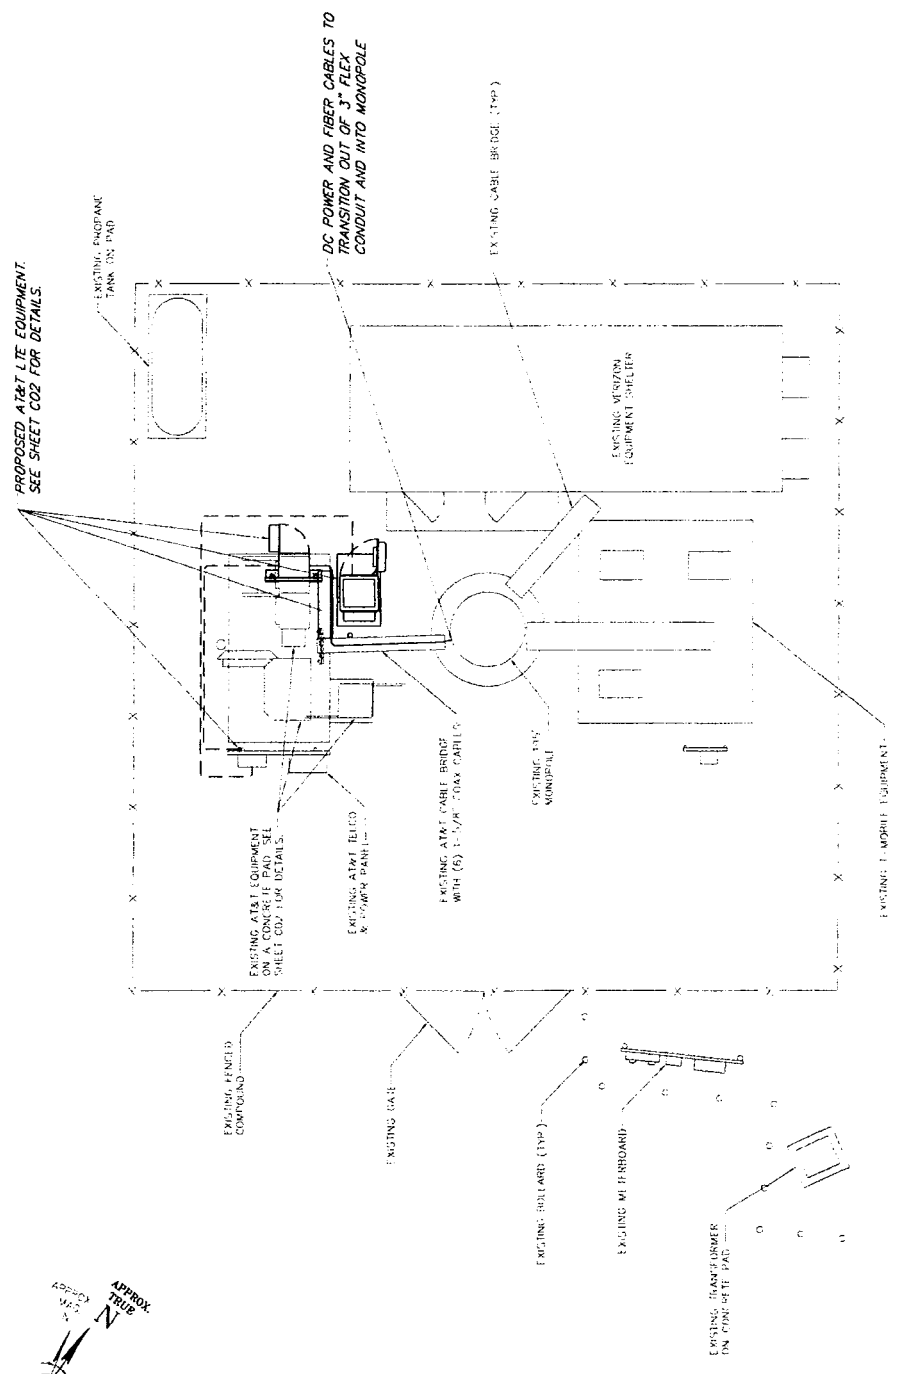 PROPOSED AT&T LTE EQUIPMENT.
SEE SHEET CO2 FOR DETAILS.
EXISTING PROPANE
TANK ON PAD
DC POWER AND FIBER CABLES TO
TRANSITION OUT OF 3" FLEX
CONDUIT AND INTO MONOPOLE
EXISTING CABLE BRIDGE (TYP.)
EXISTING VERIZON
EQUIPMENT SHELTER
EXISTING AT&T EQUIPMENT
ON A CONCRETE PAD. SEE
SHEET CO2 FOR DETAILS.
EXISTING AT&T TELCO
& POWER PANEL
EXISTING AT&T CABLE BRIDGE
WITH (6) 1-5/8" COAX CABLES
EXISTING
MONOPOLE
EXISTING T-MOBILE EQUIPMENT
EXISTING FENCED
COMPOUND
EXISTING GATE
EXISTING BOLLARD (TYP.)
EXISTING METERBOARD
EXISTING TRANSFORMER
ON CONCRETE PAD
APPROX.
MAG.
APPROX.
TRUE
N